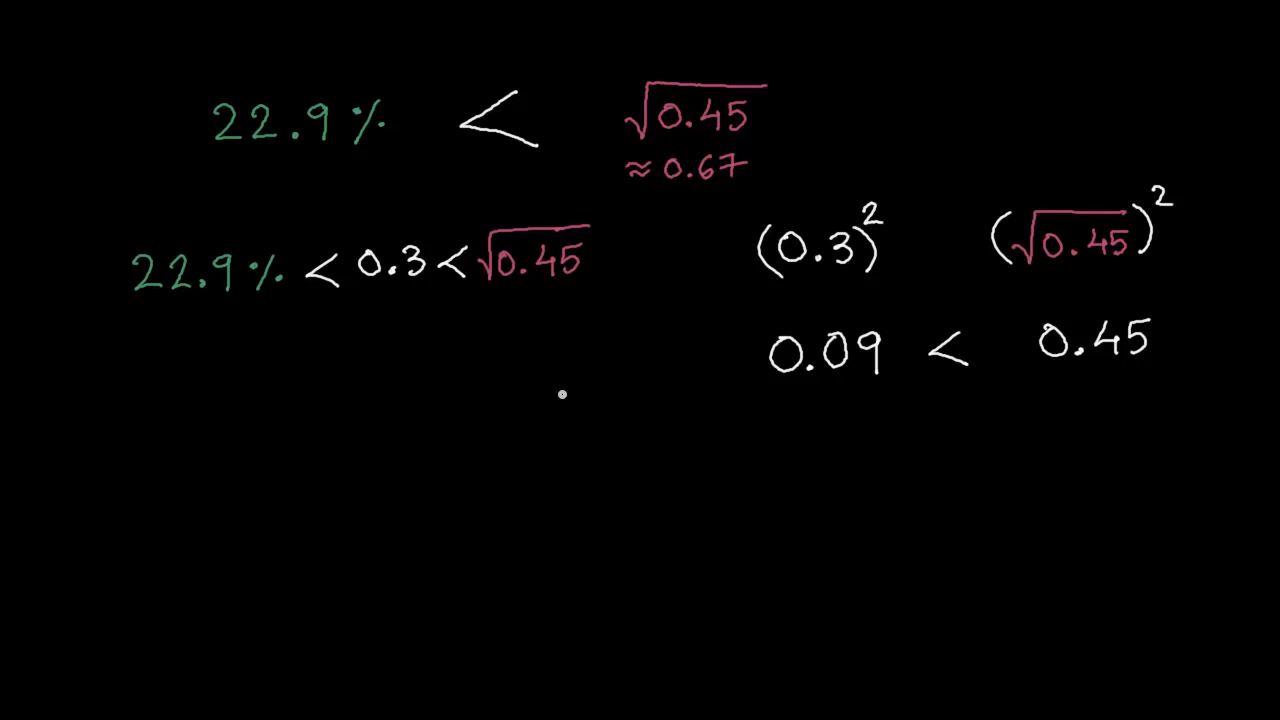 22.9% < √0.45
≈ 0.67
22.9% < 0.3 < √0.45
(0.3)² (√0.45)²
0.09 < 0.45